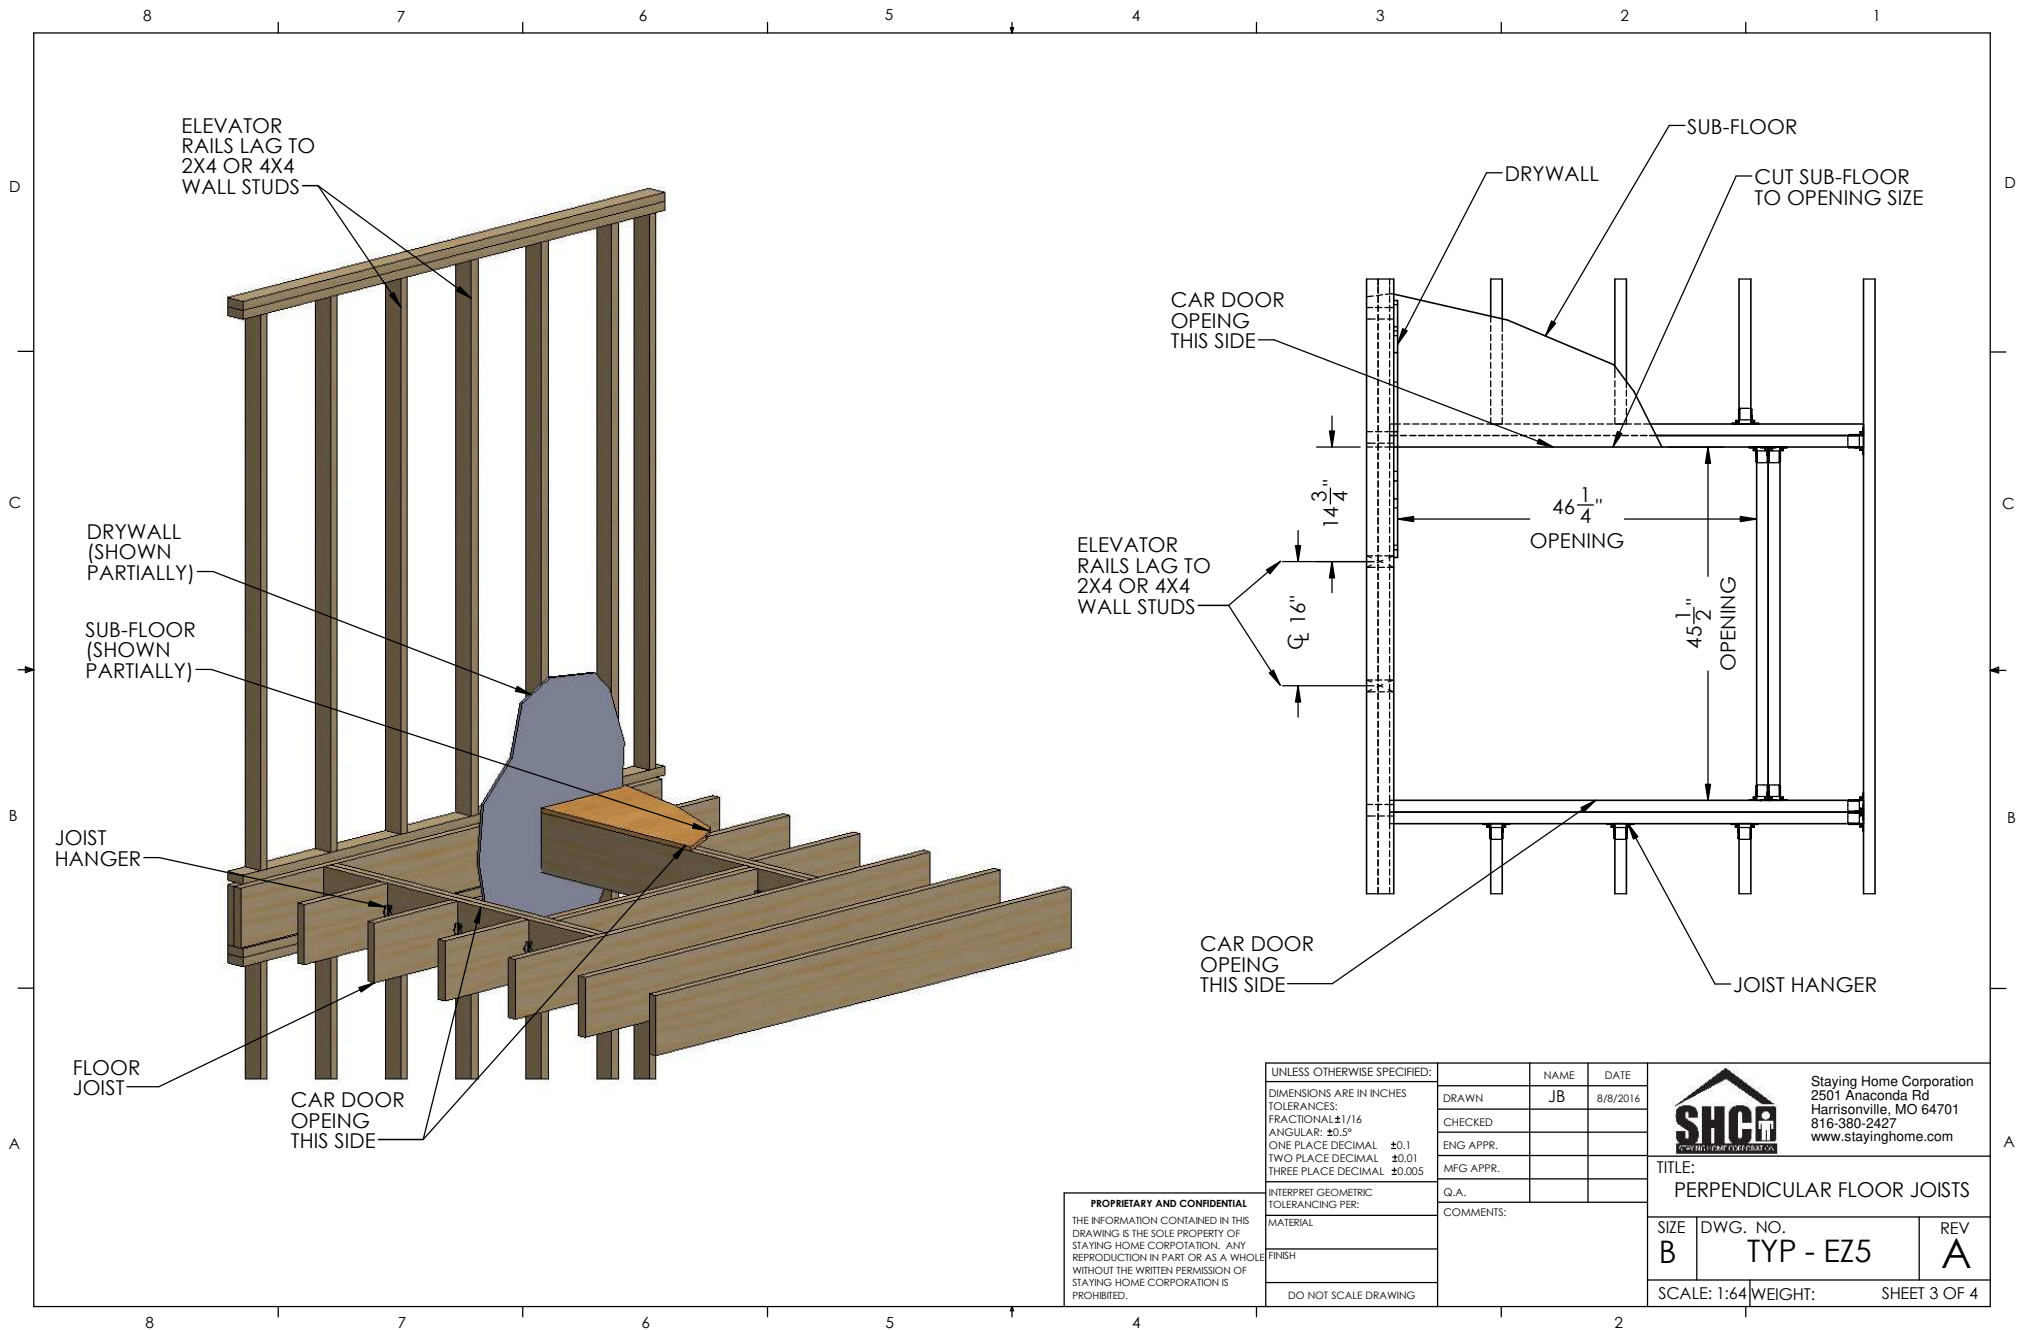 8 7 6 5 4 3 2 1
D
D
ELEVATOR
RAILS LAG TO
2X4 OR 4X4
WALL STUDS
SUB-FLOOR
DRYWALL
CUT SUB-FLOOR
TO OPENING SIZE
CAR DOOR
OPEING
THIS SIDE
C
C
DRYWALL
(SHOWN
PARTIALLY)
SUB-FLOOR
(SHOWN
PARTIALLY)
14 3/4"
46 1/4"
OPENING
ELEVATOR
RAILS LAG TO
2X4 OR 4X4
WALL STUDS
℄ 16"
45 1/2"
OPENING
B
B
JOIST
HANGER
FLOOR
JOIST
CAR DOOR
OPEING
THIS SIDE
CAR DOOR
OPEING
THIS SIDE
JOIST HANGER
A
A
PROPRIETARY AND CONFIDENTIAL
THE INFORMATION CONTAINED IN THIS
DRAWING IS THE SOLE PROPERTY OF
STAYING HOME CORPOTATION. ANY
REPRODUCTION IN PART OR AS A WHOLE
WITHOUT THE WRITTEN PERMISSION OF
STAYING HOME CORPORATION IS
PROHIBITED.
UNLESS OTHERWISE SPECIFIED:
DIMENSIONS ARE IN INCHES
TOLERANCES:
FRACTIONAL±1/16
ANGULAR: ±0.5°
ONE PLACE DECIMAL ±0.1
TWO PLACE DECIMAL ±0.01
THREE PLACE DECIMAL ±0.005
INTERPRET GEOMETRIC
TOLERANCING PER:
MATERIAL
FINISH
DO NOT SCALE DRAWING
NAME DATE
DRAWN JB 8/8/2016
CHECKED
ENG APPR.
MFG APPR.
Q.A.
COMMENTS:
SHC
STAYING HOME CORPORATION
Staying Home Corporation
2501 Anaconda Rd
Harrisonville, MO 64701
816-380-2427
www.stayinghome.com
TITLE:
PERPENDICULAR FLOOR JOISTS
SIZE
B
DWG. NO.
TYP - EZ5
REV
A
SCALE: 1:64 WEIGHT: SHEET 3 OF 4
8 7 6 5 4 2